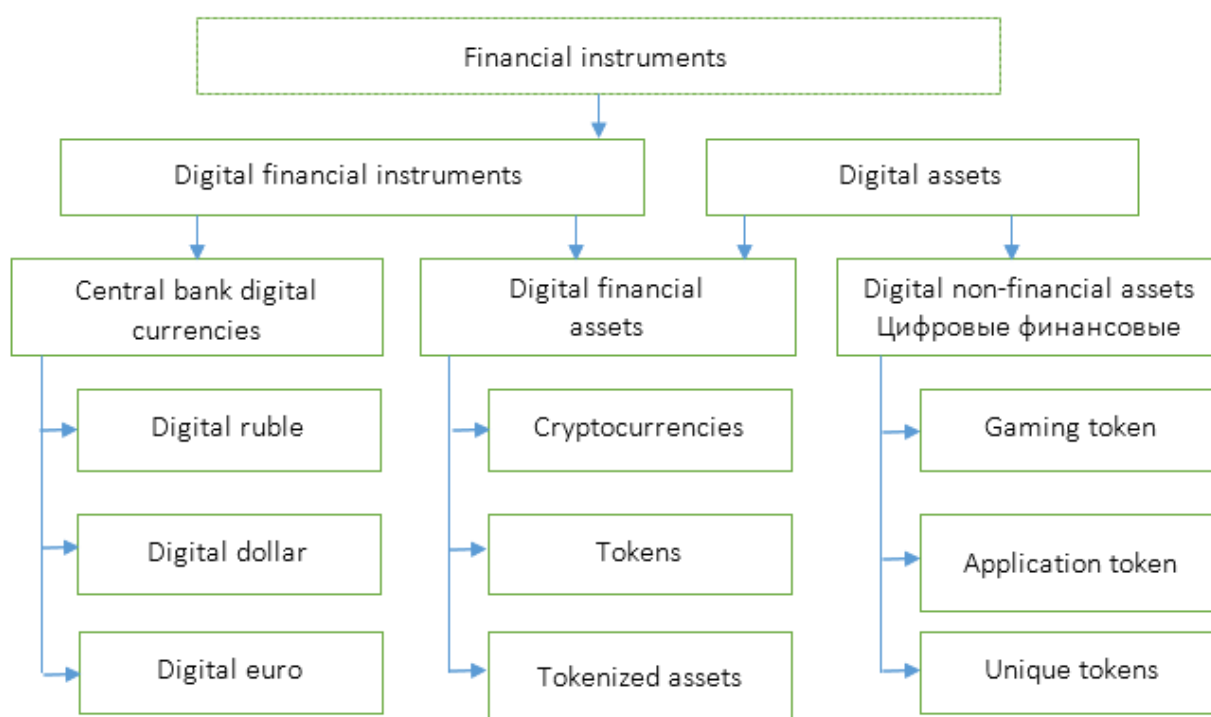 Financial instruments
Digital financial instruments
Digital assets
Central bank digital
currencies
Digital financial
assets
Digital non-financial assets
Цифровые финансовые
Digital ruble
Cryptocurrencies
Gaming token
Digital dollar
Tokens
Application token
Digital euro
Tokenized assets
Unique tokens